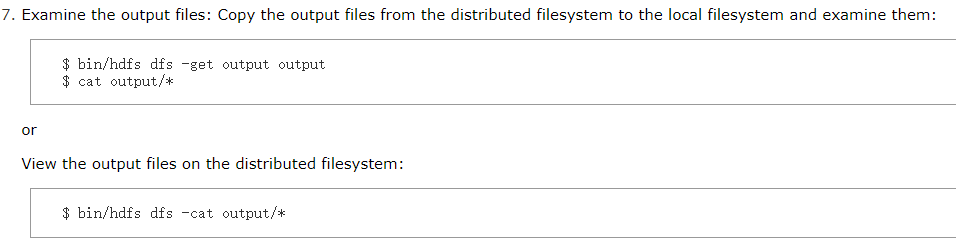 7. Examine the output files: Copy the output files from the distributed filesystem to the local filesystem and examine them:
$ bin/hdfs dfs -get output output
$ cat output/*
or
View the output files on the distributed filesystem:
$ bin/hdfs dfs -cat output/*